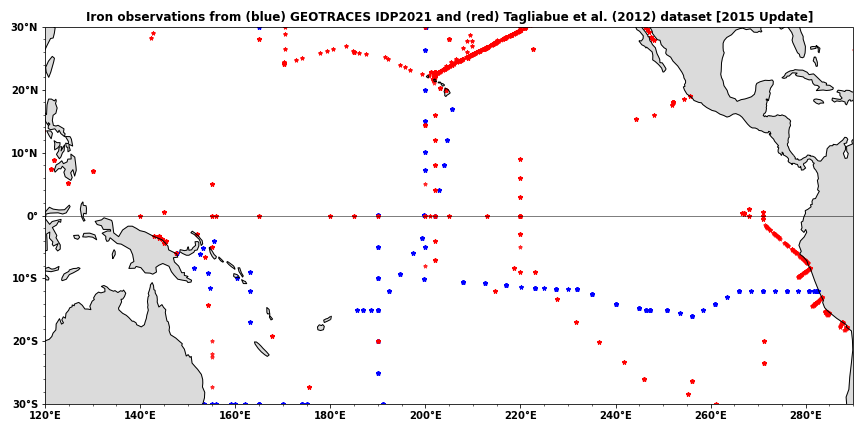 Iron observations from (blue) GEOTRACES IDP2021 and (red) Tagliabue et al. (2012) dataset [2015 Update]
30°N
20°N
10°N
0°
10°S
20°S
30°S
120°E 140°E 160°E 180°E 200°E 220°E 240°E 260°E 280°E